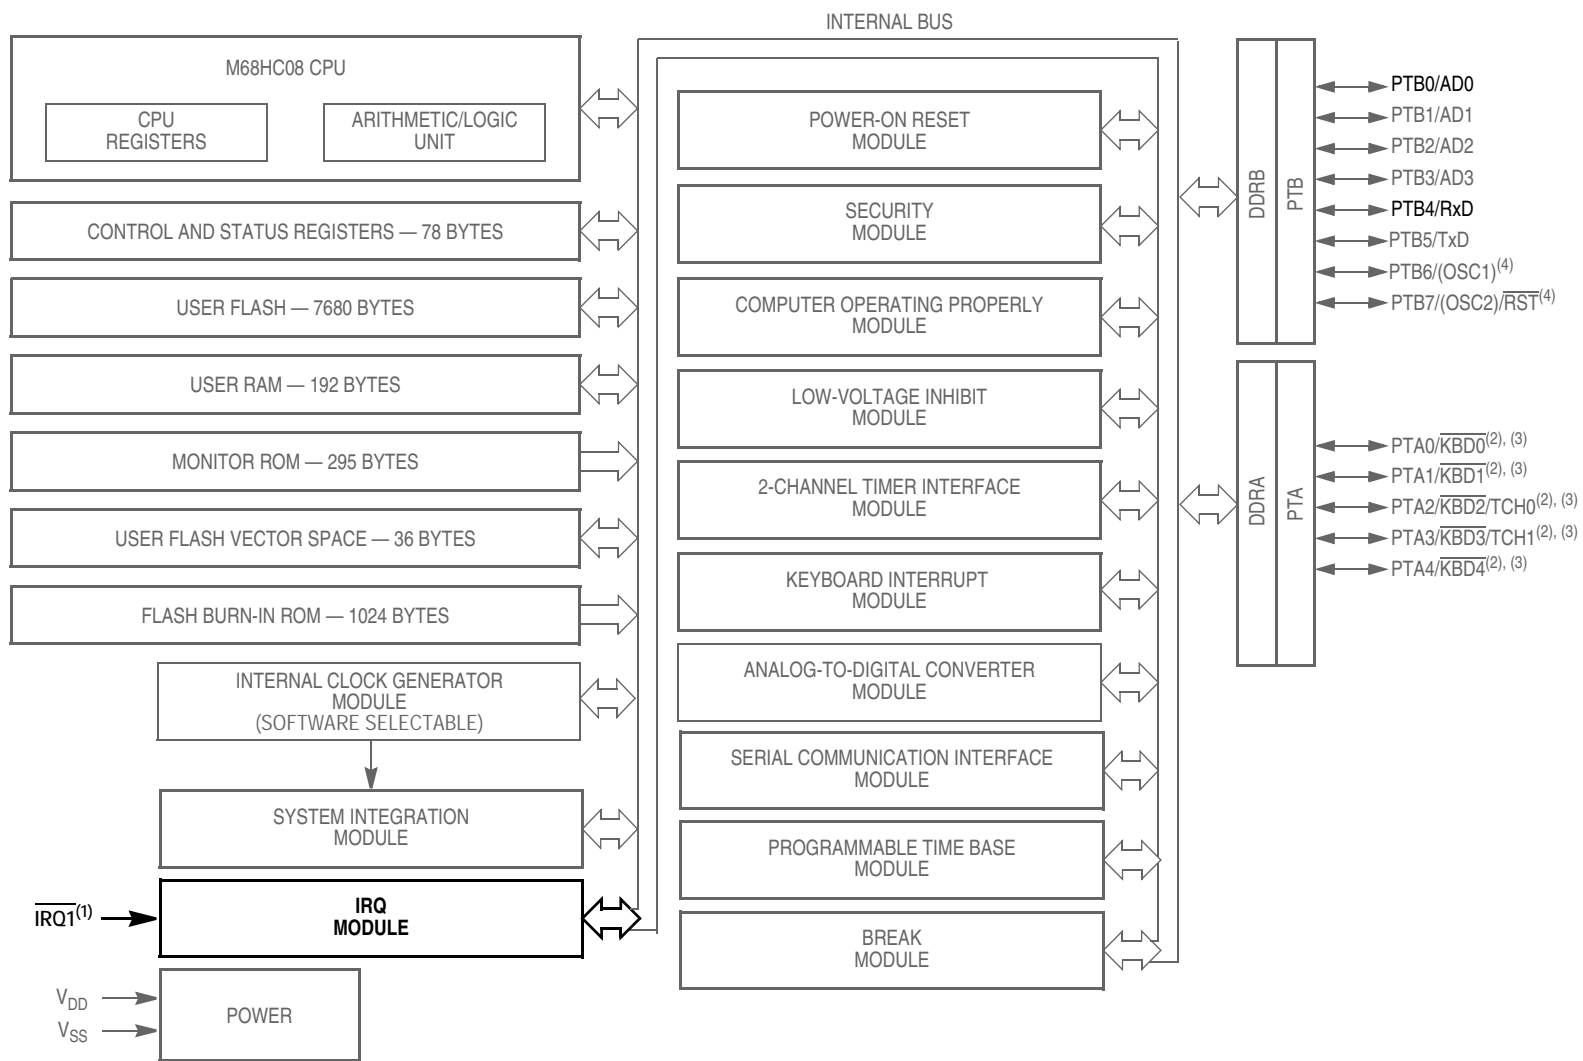 INTERNAL BUS
M68HC08 CPU
CPU
REGISTERS
ARITHMETIC/LOGIC
UNIT
CONTROL AND STATUS REGISTERS — 78 BYTES
USER FLASH — 7680 BYTES
USER RAM — 192 BYTES
MONITOR ROM — 295 BYTES
USER FLASH VECTOR SPACE — 36 BYTES
FLASH BURN-IN ROM — 1024 BYTES
INTERNAL CLOCK GENERATOR
MODULE
(SOFTWARE SELECTABLE)
SYSTEM INTEGRATION
MODULE
IRQ1(1)
IRQ
MODULE
VDD
VSS
POWER
POWER-ON RESET
MODULE
SECURITY
MODULE
COMPUTER OPERATING PROPERLY
MODULE
LOW-VOLTAGE INHIBIT
MODULE
2-CHANNEL TIMER INTERFACE
MODULE
KEYBOARD INTERRUPT
MODULE
ANALOG-TO-DIGITAL CONVERTER
MODULE
SERIAL COMMUNICATION INTERFACE
MODULE
PROGRAMMABLE TIME BASE
MODULE
BREAK
MODULE
DDRB
PTB
PTB0/AD0
PTB1/AD1
PTB2/AD2
PTB3/AD3
PTB4/RxD
PTB5/TxD
PTB6/(OSC1)(4)
PTB7/(OSC2)/RST(4)
DDRA
PTA
PTA0/KBD0(2), (3)
PTA1/KBD1(2), (3)
PTA2/KBD2/TCH0(2), (3)
PTA3/KBD3/TCH1(2), (3)
PTA4/KBD4(2), (3)